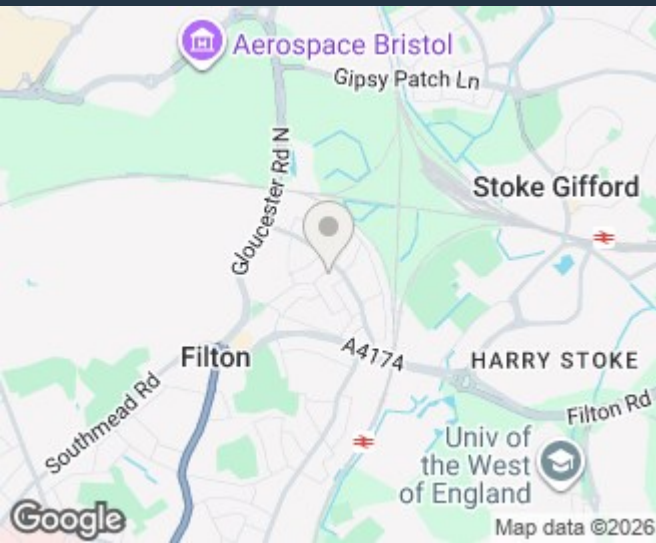 Aerospace Bristol
Gipsy Patch Ln
Gloucester Rd N
Stoke Gifford
Filton
A4174
HARRY STOKE
Southmead Rd
Filton Rd
Univ of
the West
of England
Google
Map data ©2026